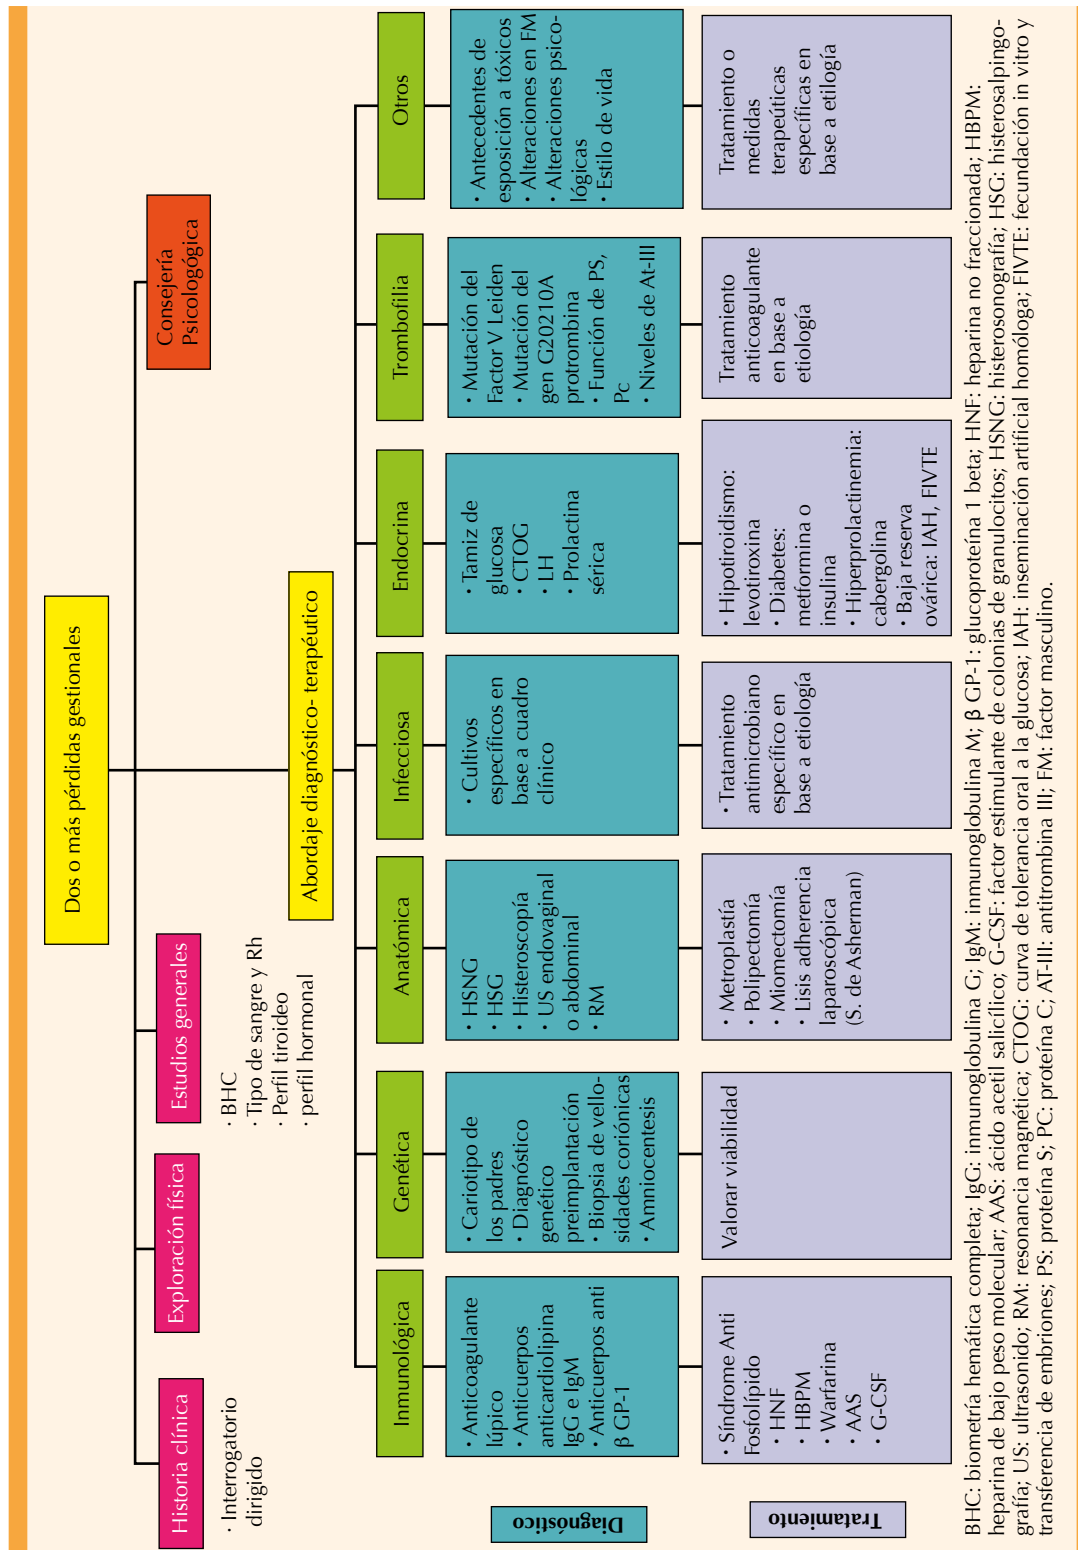 Dos o más pérdidas gestionales
Historia clínica
· Interrogatorio
dirigido
Exploración física
Estudios generales
· BHC
· Tipo de sangre y Rh
· Perfil tiroideo
· perfil hormonal
Consejería
Psicologógica
Abordaje diagnóstico- terapéutico
Diagnóstico
Tratamiento
Inmunológica
· Anticoagulante
lúpico
· Anticuerpos
anticardiolipina
IgG e IgM
· Anticuerpos anti
β GP-1
· Síndrome Anti
Fosfolípido
· HNF
· HBPM
· Warfarina
· AAS
· G-CSF
Genética
· Cariotipo de
los padres
· Diagnóstico
genético
preimplantación
· Biopsia de vello-
sidades coriónicas
· Amniocentesis
Valorar viabilidad
Anatómica
· HSNG
· HSG
· Histeroscopía
· US endovaginal
o abdominal
· RM
· Metroplastía
· Polipectomía
· Miomectomía
· Lisis adherencia
laparoscópica
(S. de Asherman)
Infecciosa
· Cultivos
específicos en
base a cuadro
clínico
· Tratamiento
antimicrobiano
específico en
base a etiología
Endocrina
· Tamiz de
glucosa
· CTOG
· LH
· Prolactina
sérica
· Hipotiroidismo:
levotiroxina
· Diabetes:
metformina o
insulina
· Hiperprolactinemia:
cabergolina
· Baja reserva
ovárica: IAH, FIVTE
Trombofilia
· Mutación del
Factor V Leiden
· Mutación del
gen G20210A
protrombina
· Función de PS,
Pc
· Niveles de At-III
Tratamiento
anticoagulante
en base a
etiología
Otros
· Antecedentes de
esposición a tóxicos
· Alteraciones en FM
· Alteraciones psico-
lógicas
· Estilo de vida
Tratamiento o
medidas
terapeúticas
específicas en
base a etilogía
BHC: biometría hemática completa; IgG: inmunoglobulina G; IgM: inmunoglobulina M; β GP-1: glucoproteína 1 beta; HNF: heparina no fraccionada; HBPM:
heparina de bajo peso molecular; AAS: ácido acetil salicílico; G-CSF: factor estimulante de colonias de granulocitos; HSNG: histerosonografía; HSG: histerosalpingo-
grafía; US: ultrasonido; RM: resonancia magnética; CTOG: curva de tolerancia oral a la glucosa; IAH: inseminación artificial homóloga; FIVTE: fecundación in vitro y
transferencia de embriones; PS: proteína S; PC: proteína C; AT-III: antitrombina III; FM: factor masculino.